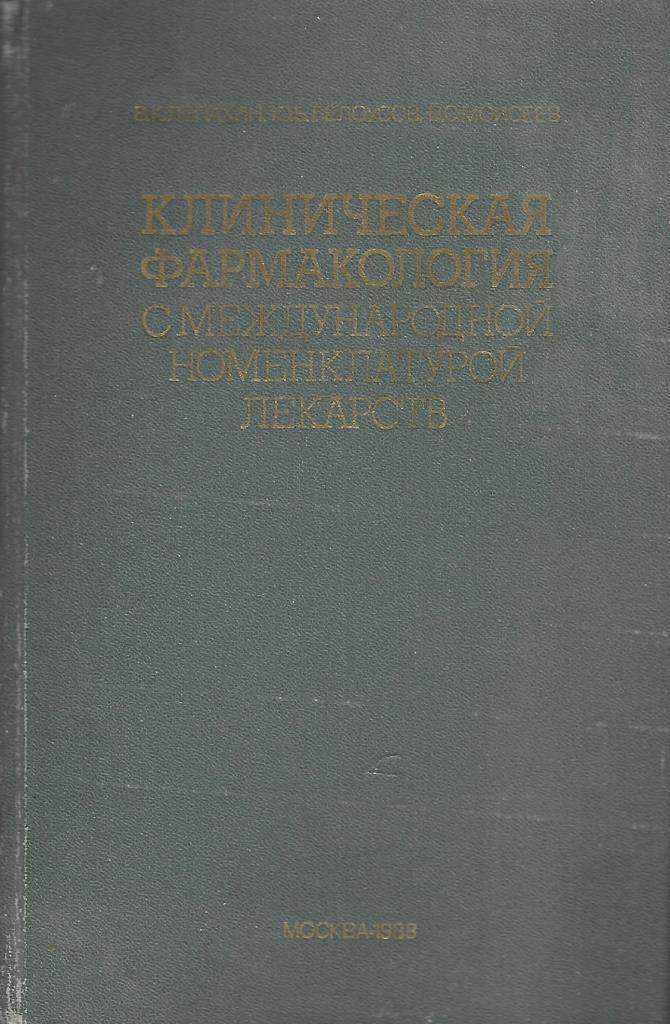 В.К.ЛЕПАХИН, Ю.Б.БЕЛОУСОВ, В.С.МОИСЕЕВ
КЛИНИЧЕСКАЯ
ФАРМАКОЛОГИЯ
С МЕЖДУНАРОДНОЙ
НОМЕНКЛАТУРОЙ
ЛЕКАРСТВ
МОСКВА·1988